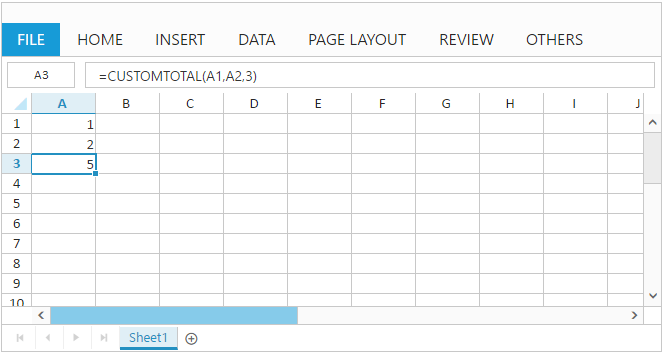 FILE HOME INSERT DATA PAGE LAYOUT REVIEW OTHERS
A3 =CUSTOMTOTAL(A1,A2,3)
A B C D E F G H I J
1 1
2 2
3 5
4
5
6
7
8
9
10
Sheet1